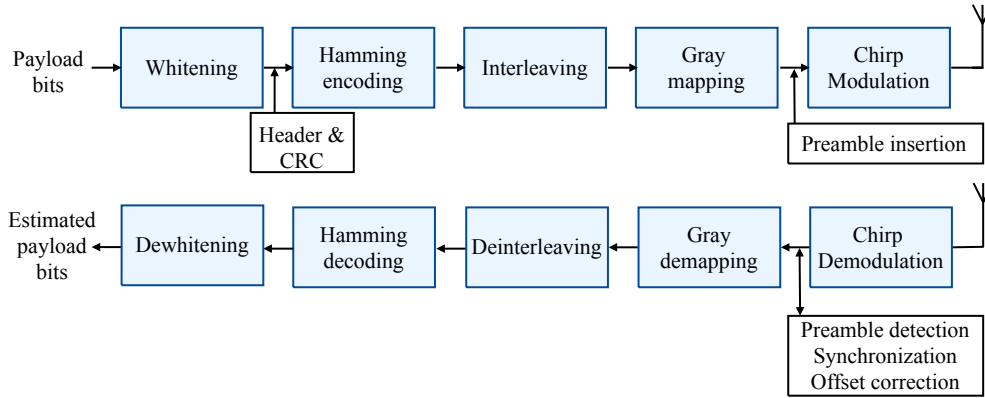 Payload
bits
Whitening
Header &
CRC
Hamming
encoding
Interleaving
Gray
mapping
Preamble insertion
Chirp
Modulation
Estimated
payload
bits
Dewhitening
Hamming
decoding
Deinterleaving
Gray
demapping
Chirp
Demodulation
Preamble detection
Synchronization
Offset correction